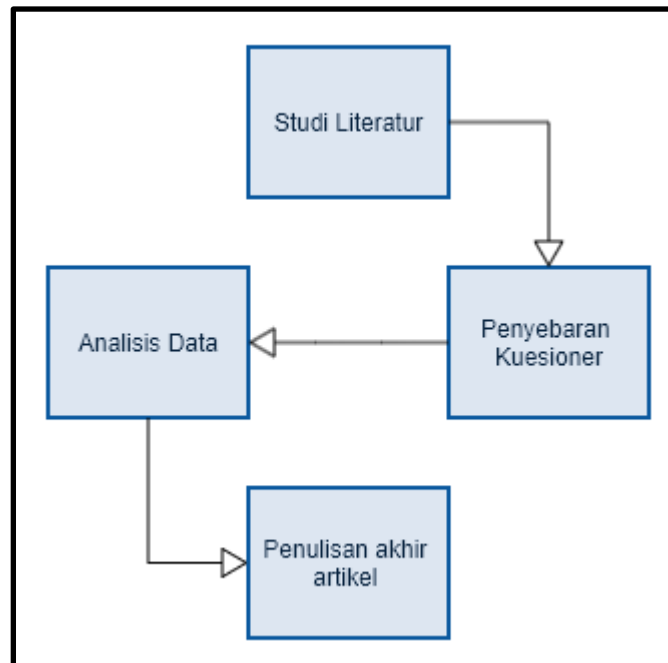 Studi Literatur
Penyebaran
Kuesioner
Analisis Data
Penulisan akhir
artikel